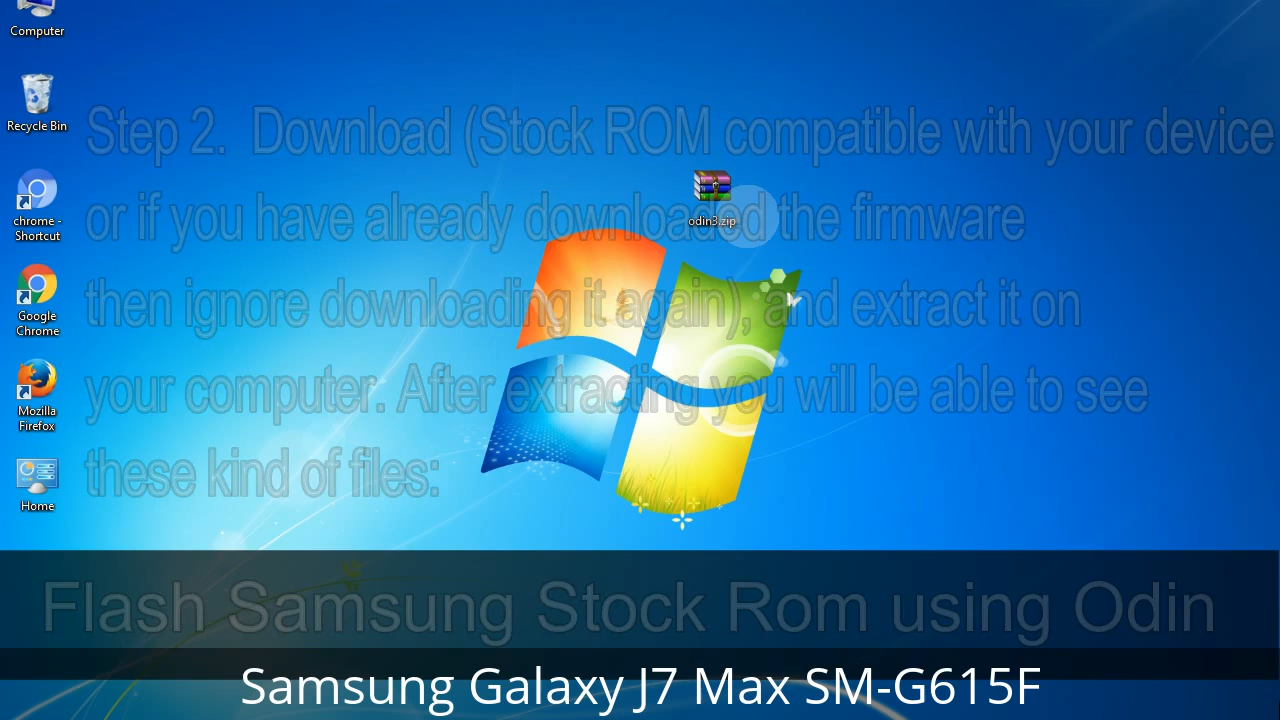 Computer
Recycle Bin
chrome -
Shortcut
Google
Chrome
Mozilla
Firefox
Home
odin3.zip
Step 2. Download (Stock ROM compatible with your device
or if you have already downloaded the firmware
then ignore downloading it again), and extract it on
your computer. After extracting you will be able to see
these kind of files:
Flash Samsung Stock Rom using Odin
Samsung Galaxy J7 Max SM-G615F